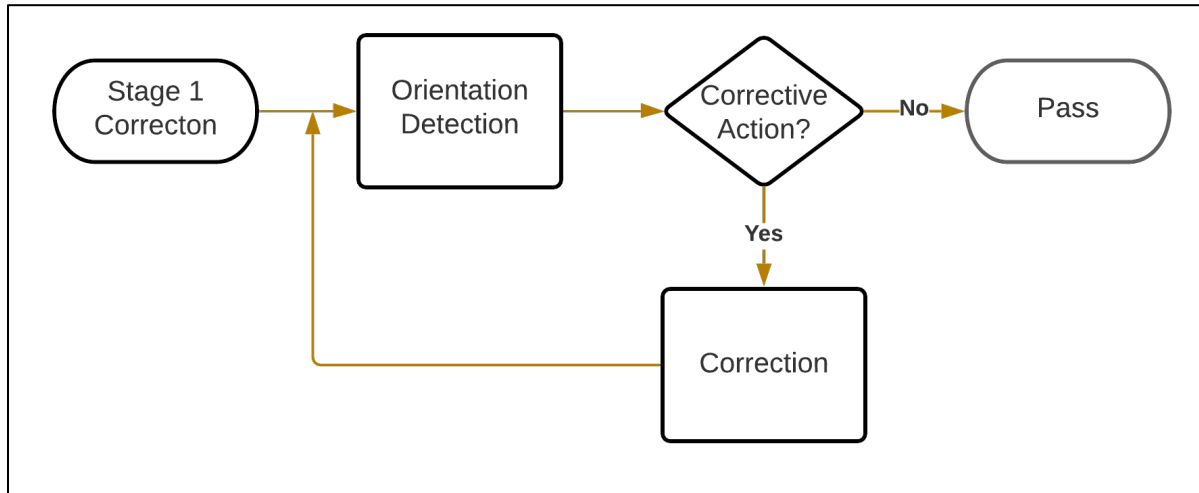 Stage 1
Correcton
Orientation
Detection
Corrective
Action?
No
Pass
Yes
Correction